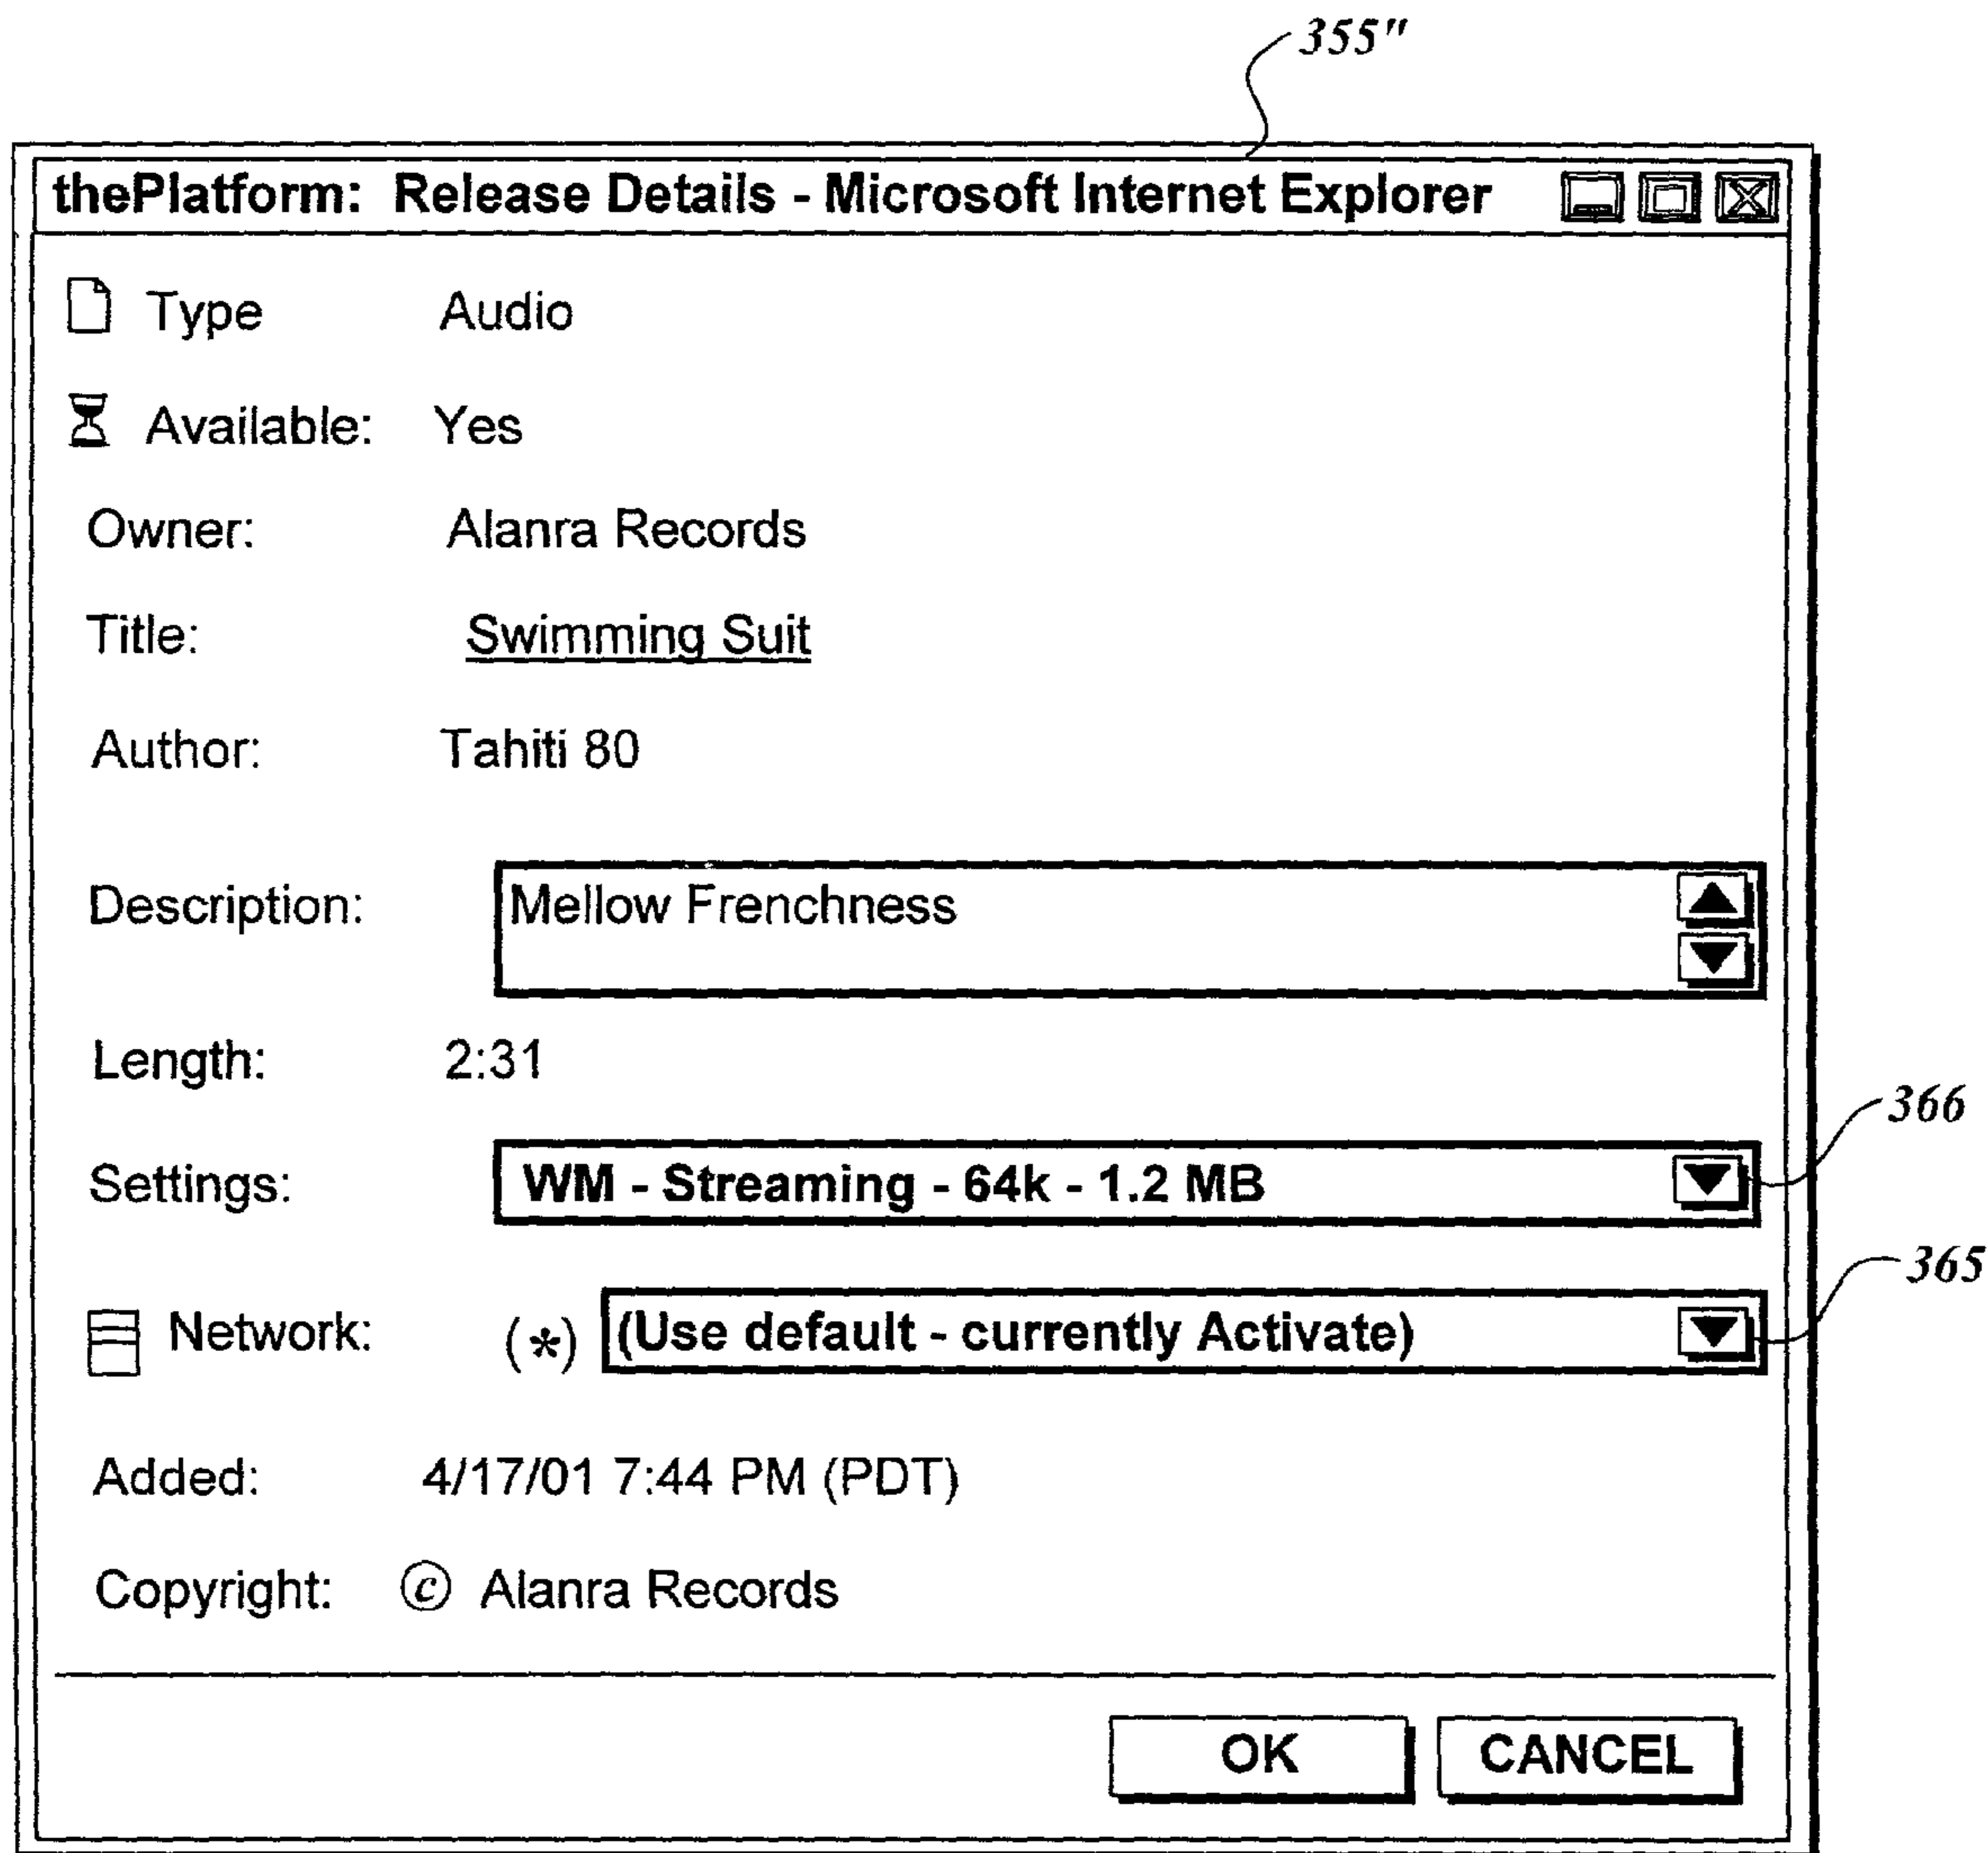 355"
thePlatform: Release Details - Microsoft Internet Explorer
Type Audio
Available: Yes
Owner: Alanra Records
Title: Swimming Suit
Author: Tahiti 80
Description: Mellow Frenchness
Length: 2:31
366
Settings: WM - Streaming - 64k - 1.2 MB
365
Network: (*) (Use default - currently Activate)
Added: 4/17/01 7:44 PM (PDT)
Copyright: © Alanra Records
OK CANCEL